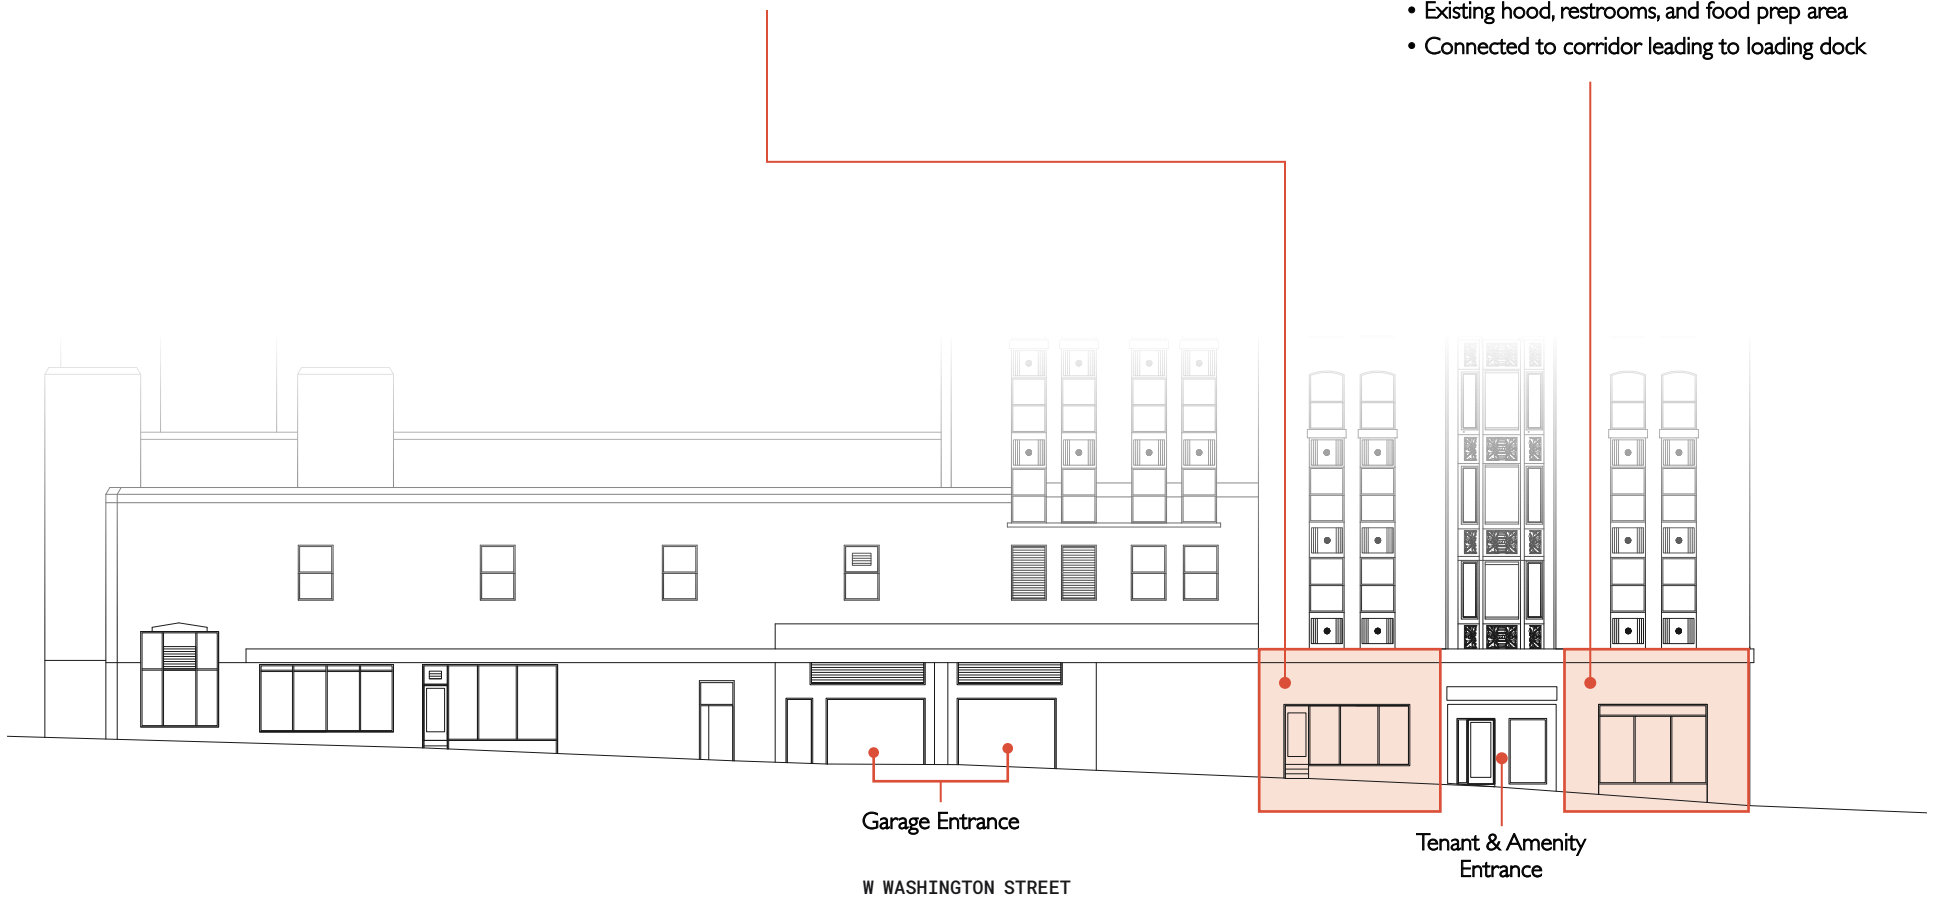 • Existing hood, restrooms, and food prep area
• Connected to corridor leading to loading dock
Garage Entrance
Tenant & Amenity
Entrance
W WASHINGTON STREET